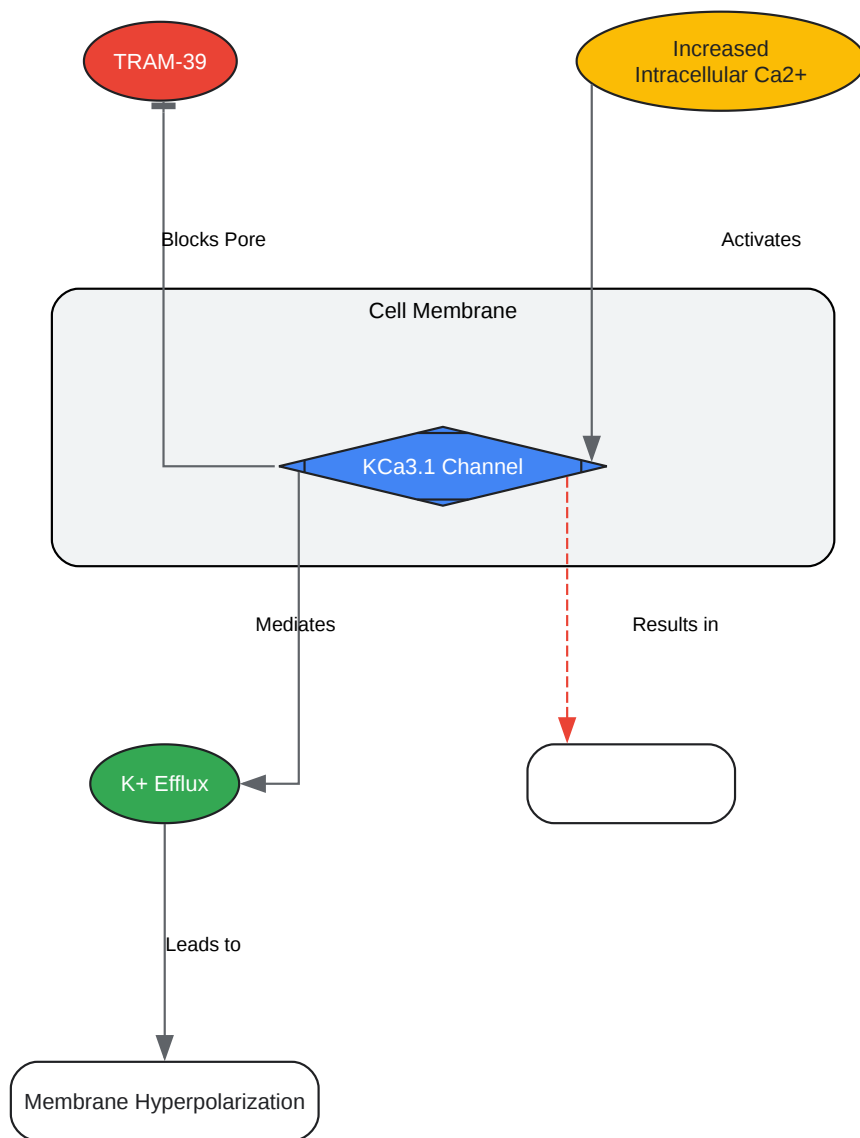 TRAM-39
Increased
Intracellular Ca2+
Blocks Pore
Activates
Cell Membrane
KCa3.1 Channel
Mediates
Results in
K+ Efflux
Leads to
Membrane Hyperpolarization